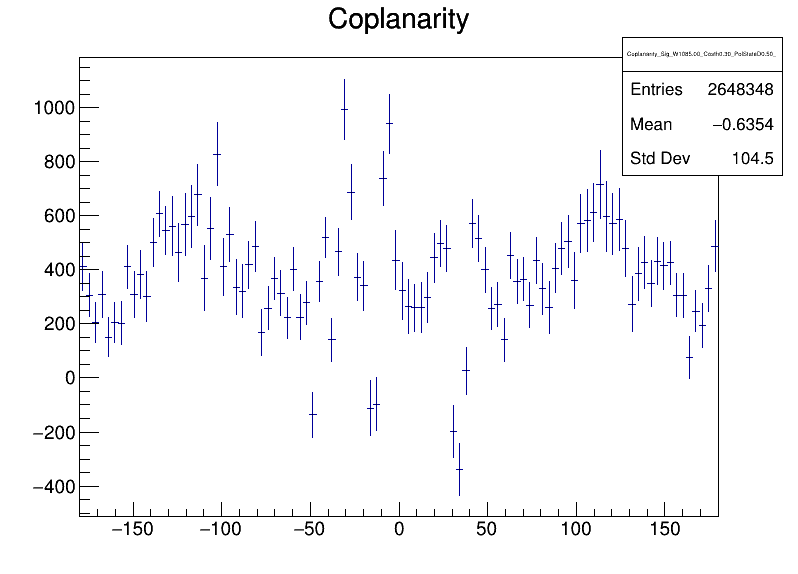 Coplanarity
Coplanarity_Sig_W1085.00_Costh0.30_PolStateD0.50_
Entries 2648348
Mean −0.6354
Std Dev 104.5
1000
800
600
400
200
0
−200
−400
−150 −100 −50 0 50 100 150